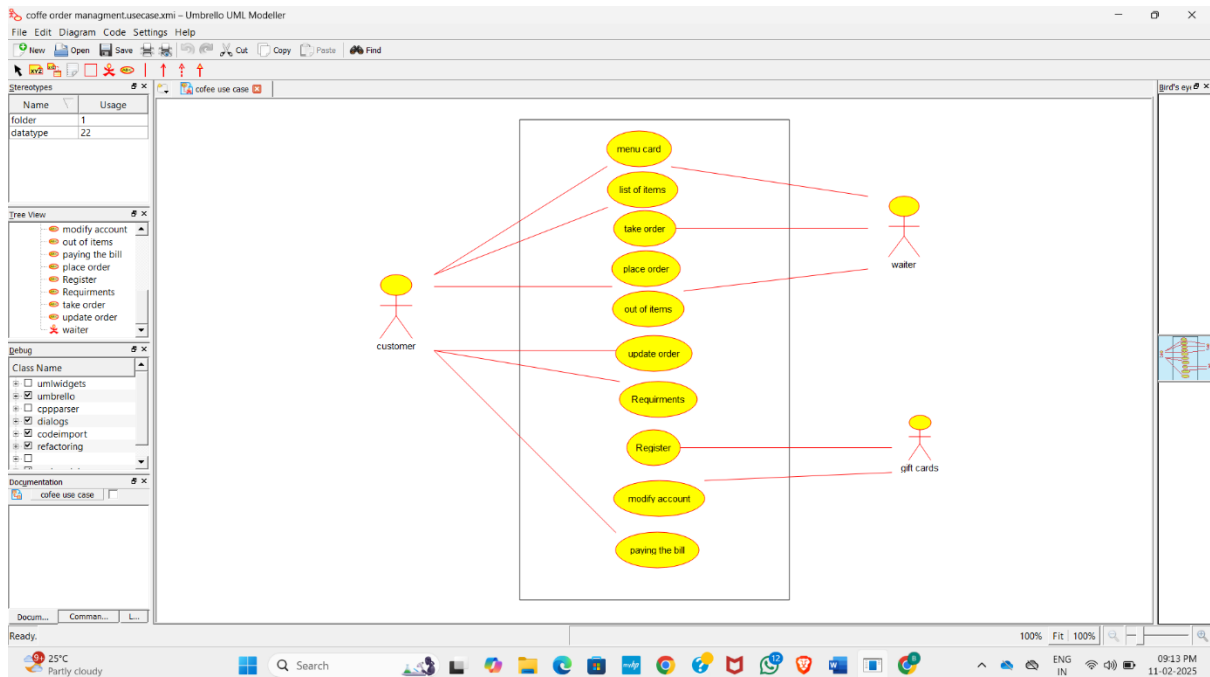 coffe order managment.usecase.xmi – Umbrello UML Modeller
File Edit Diagram Code Settings Help
New Open Save Cut Copy Paste Find
Stereotypes
Name Usage
folder 1
datatype 22
Tree View
modify account
out of items
paying the bill
place order
Register
Requirments
take order
update order
waiter
Debug
Class Name
umlwidgets
umbrello
cppparser
dialogs
codeimport
refactoring
Documentation
cofee use case
Docum... Comman... L...
Ready.
cofee use case
menu card
list of items
take order
place order
out of items
update order
Requirments
Register
modify account
paying the bill
customer
waiter
gift cards
Bird's eye
100% Fit 100%
25°C
Partly cloudy
Search
12
ENG
IN
09:13 PM
11-02-2025